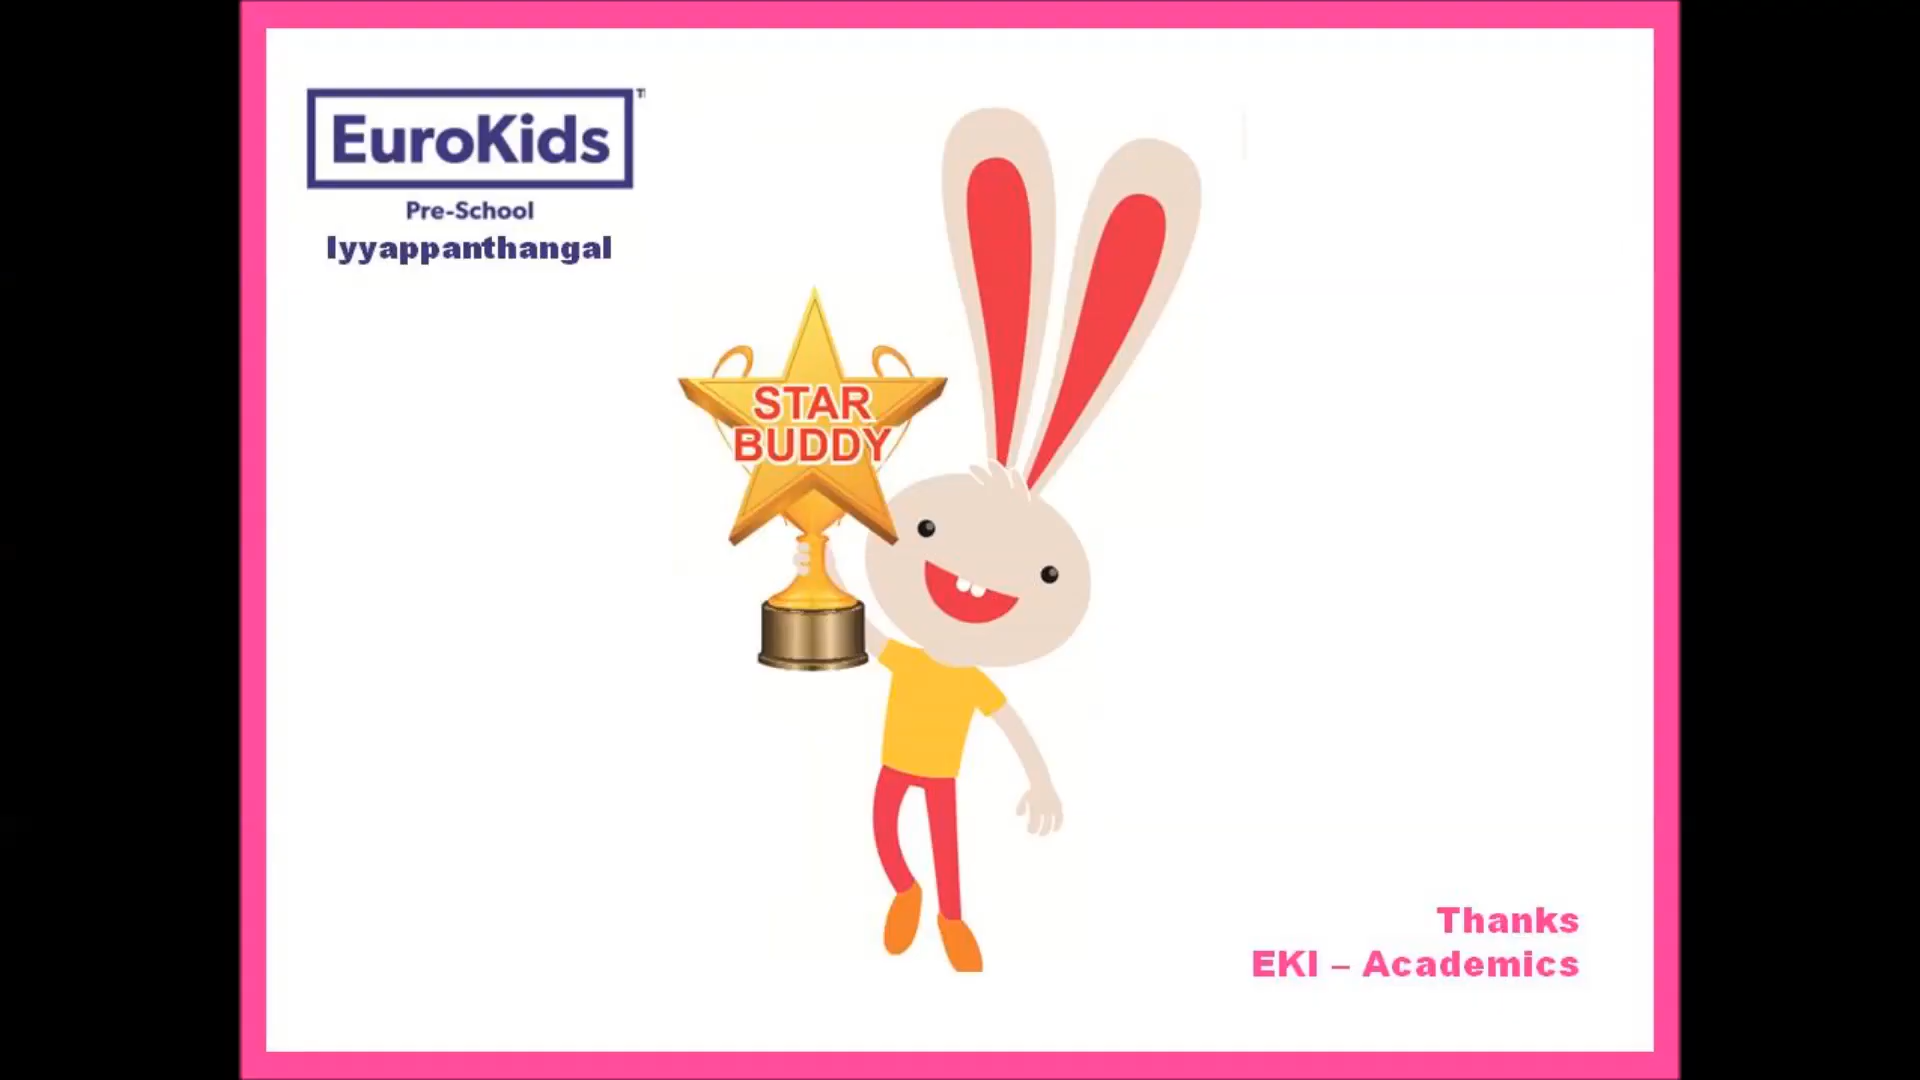 EuroKids
Pre-School
Iyyappanthangal
STAR
BUDDY
Thanks
EKI – Academics